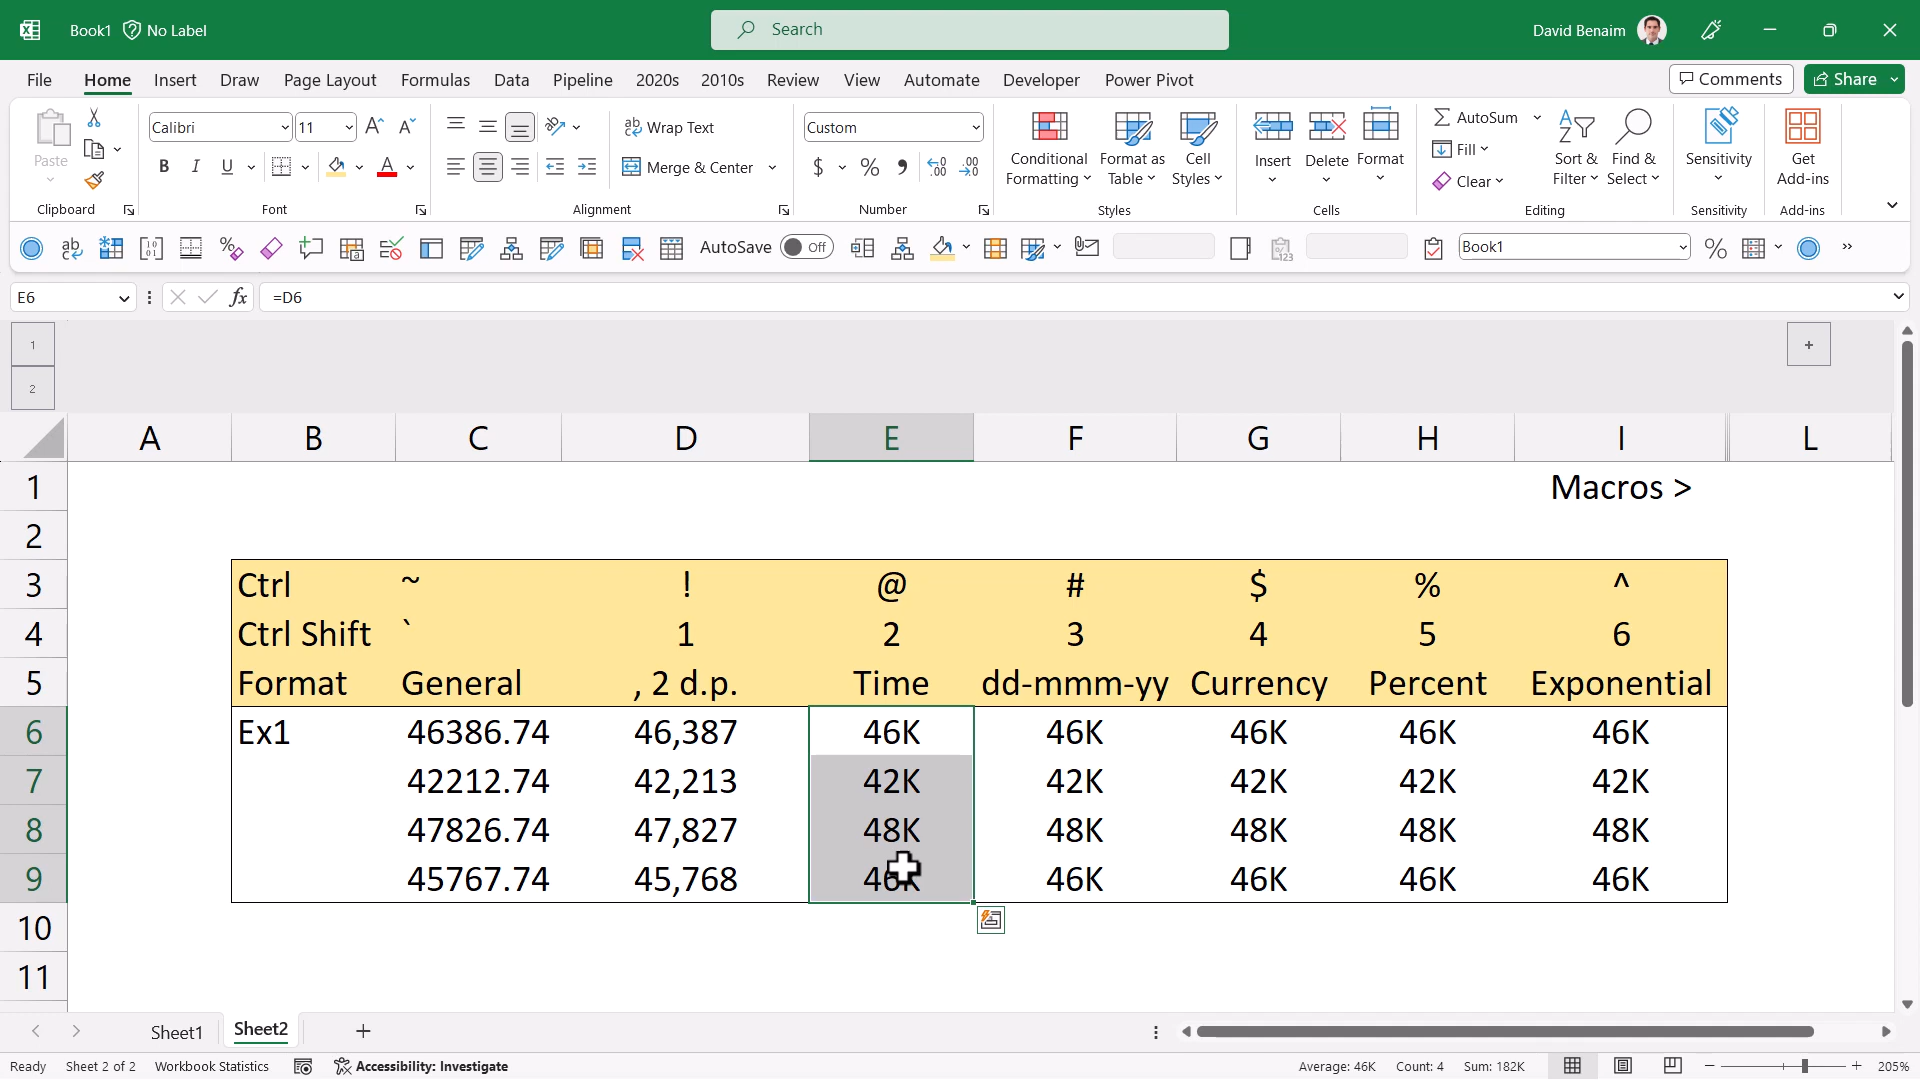 Book1 No Label Search David Benaim
File Home Insert Draw Page Layout Formulas Data Pipeline 2020s 2010s Review View Automate Developer Power Pivot Comments Share
Paste Calibri 11 Wrap Text Custom Conditional Formatting Format as Table Cell Styles Insert Delete Format AutoSum Fill Clear Sort & Filter Find & Select Sensitivity Get Add-ins
B I U Merge & Center $ % ,
Clipboard Font Alignment Number Styles Cells Editing Sensitivity Add-ins
AutoSave Off Book1
E6 fx =D6
1
2
A B C D E F G H I L
1 Macros >
2
3 Ctrl ~ ! @ # $ % ^
4 Ctrl Shift ` 1 2 3 4 5 6
5 Format General , 2 d.p. Time dd-mmm-yy Currency Percent Exponential
6 Ex1 46386.74 46,387 46K 46K 46K 46K 46K
7 42212.74 42,213 42K 42K 42K 42K 42K
8 47826.74 47,827 48K 48K 48K 48K 48K
9 45767.74 45,768 46K 46K 46K 46K 46K
10
11
Sheet1 Sheet2
Ready Sheet 2 of 2 Workbook Statistics Accessibility: Investigate Average: 46K Count: 4 Sum: 182K 205%